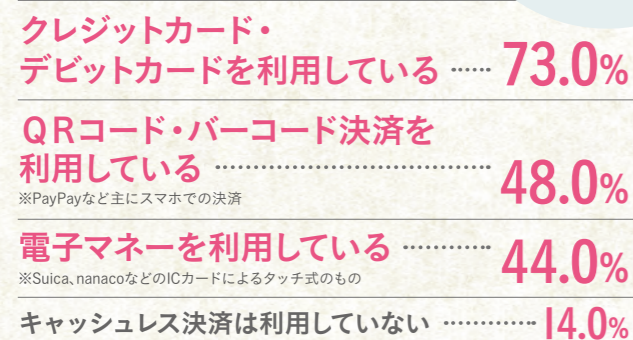 クレジットカード・
デビットカードを利用している …… 73.0%
QRコード・バーコード決済を
利用している ………………………… 48.0%
※PayPayなど主にスマホでの決済
電子マネーを利用している ………… 44.0%
※Suica、nanacoなどのICカードによるタッチ式のもの
キャッシュレス決済は利用していない ………… 14.0%